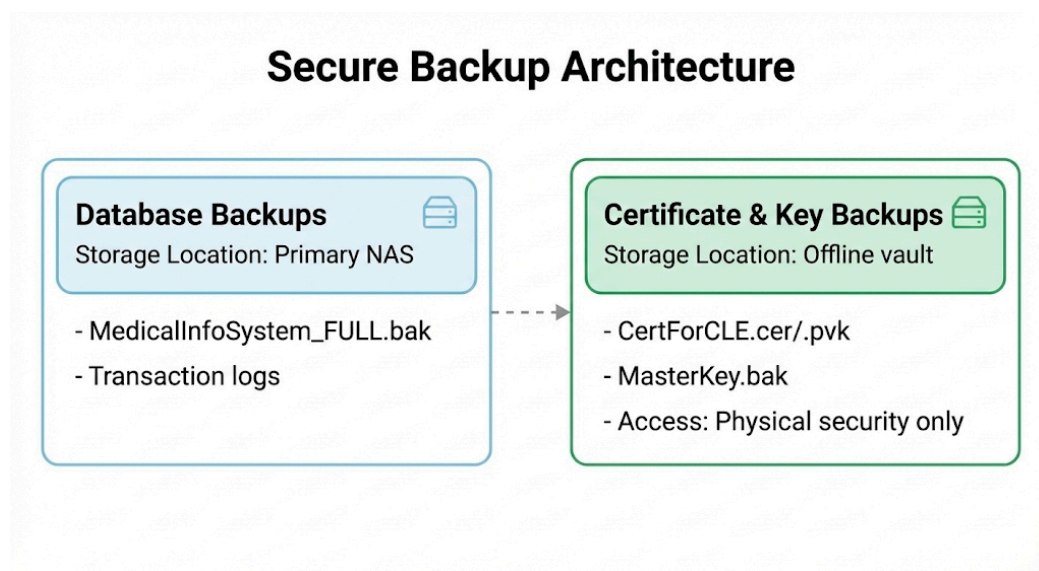 Secure Backup Architecture
Database Backups
Storage Location: Primary NAS
- MedicalInfoSystem_FULL.bak
- Transaction logs
Certificate & Key Backups
Storage Location: Offline vault
- CertForCLE.cer/.pvk
- MasterKey.bak
- Access: Physical security only